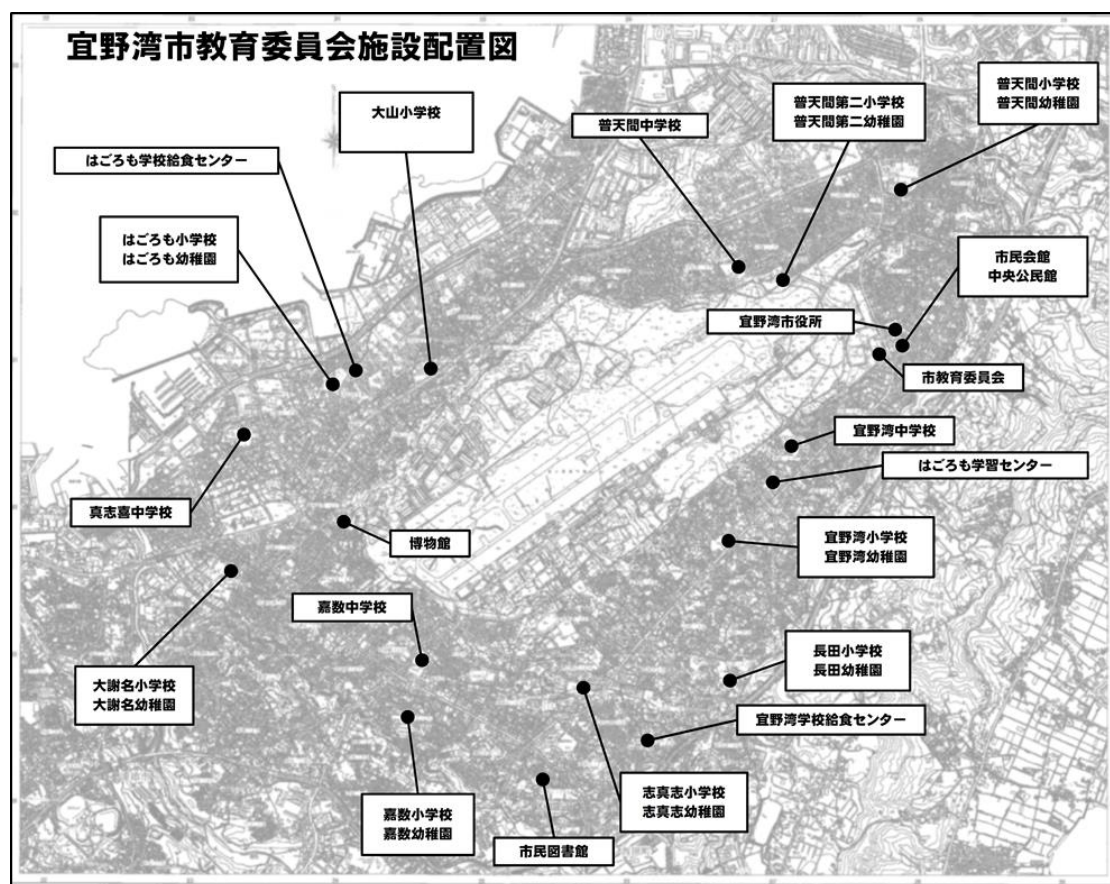 宜野湾市教育委員会施設配置図
大山小学校
普天間中学校
普天間第二小学校
普天間第二幼稚園
普天間小学校
普天間幼稚園
はごろも学校給食センター
はごろも小学校
はごろも幼稚園
市民会館
中央公民館
宜野湾市役所
市教育委員会
宜野湾中学校
はごろも学習センター
真志喜中学校
博物館
宜野湾小学校
宜野湾幼稚園
嘉数中学校
長田小学校
長田幼稚園
大謝名小学校
大謝名幼稚園
宜野湾学校給食センター
志真志小学校
志真志幼稚園
嘉数小学校
嘉数幼稚園
市民図書館